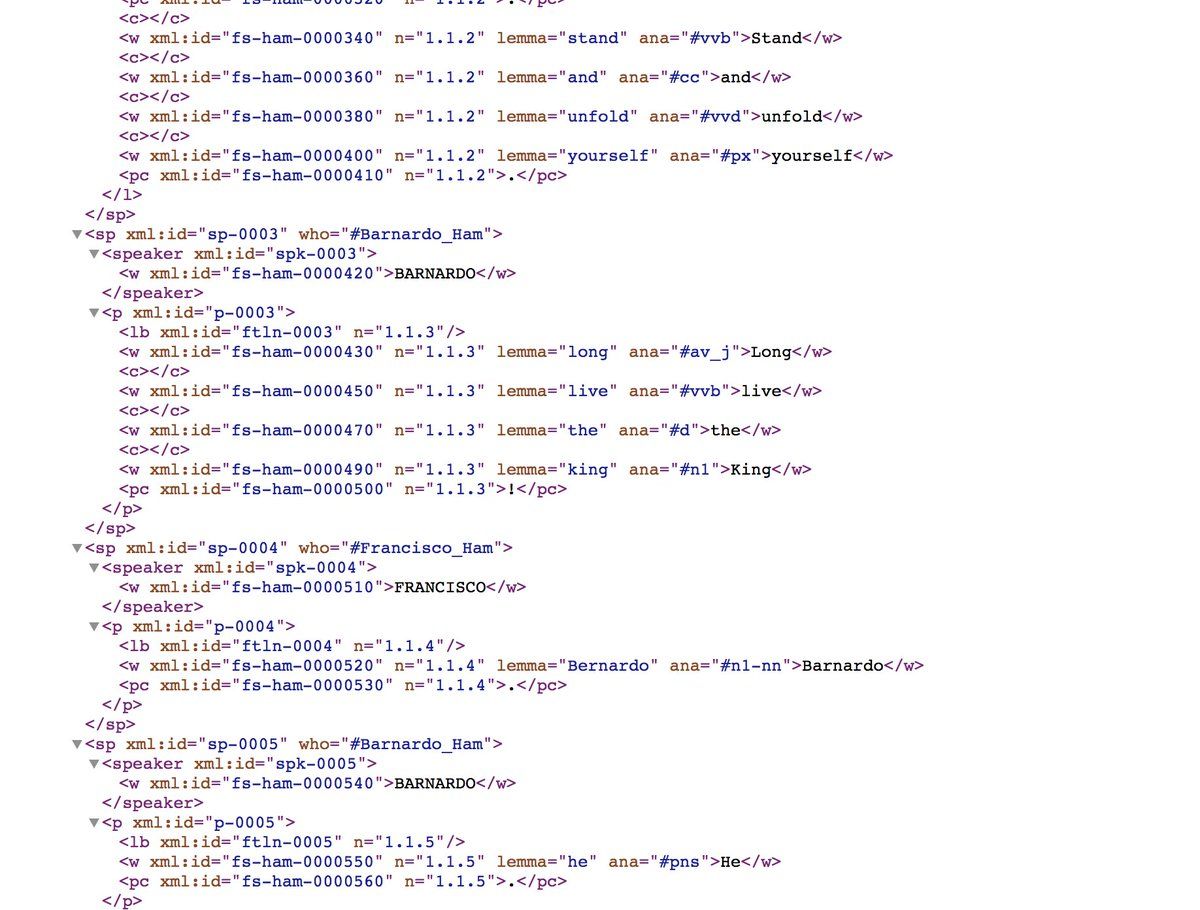 <c></c>
<w xml:id="fs-ham-0000340" n="1.1.2" lemma="stand" ana="#vvb">Stand</w>
<c></c>
<w xml:id="fs-ham-0000360" n="1.1.2" lemma="and" ana="#cc">and</w>
<c></c>
<w xml:id="fs-ham-0000380" n="1.1.2" lemma="unfold" ana="#vvd">unfold</w>
<c></c>
<w xml:id="fs-ham-0000400" n="1.1.2" lemma="yourself" ana="#px">yourself</w>
<pc xml:id="fs-ham-0000410" n="1.1.2">.</pc>
</l>
</sp>
▼<sp xml:id="sp-0003" who="#Barnardo_Ham">
▼<speaker xml:id="spk-0003">
<w xml:id="fs-ham-0000420">BARNARDO</w>
</speaker>
▼<p xml:id="p-0003">
<lb xml:id="ftln-0003" n="1.1.3"/>
<w xml:id="fs-ham-0000430" n="1.1.3" lemma="long" ana="#av_j">Long</w>
<c></c>
<w xml:id="fs-ham-0000450" n="1.1.3" lemma="live" ana="#vvb">live</w>
<c></c>
<w xml:id="fs-ham-0000470" n="1.1.3" lemma="the" ana="#d">the</w>
<c></c>
<w xml:id="fs-ham-0000490" n="1.1.3" lemma="king" ana="#n1">King</w>
<pc xml:id="fs-ham-0000500" n="1.1.3">!</pc>
</p>
</sp>
▼<sp xml:id="sp-0004" who="#Francisco_Ham">
▼<speaker xml:id="spk-0004">
<w xml:id="fs-ham-0000510">FRANCISCO</w>
</speaker>
▼<p xml:id="p-0004">
<lb xml:id="ftln-0004" n="1.1.4"/>
<w xml:id="fs-ham-0000520" n="1.1.4" lemma="Bernardo" ana="#n1-nn">Barnardo</w>
<pc xml:id="fs-ham-0000530" n="1.1.4">.</pc>
</p>
</sp>
▼<sp xml:id="sp-0005" who="#Barnardo_Ham">
▼<speaker xml:id="spk-0005">
<w xml:id="fs-ham-0000540">BARNARDO</w>
</speaker>
▼<p xml:id="p-0005">
<lb xml:id="ftln-0005" n="1.1.5"/>
<w xml:id="fs-ham-0000550" n="1.1.5" lemma="he" ana="#pns">He</w>
<pc xml:id="fs-ham-0000560" n="1.1.5">.</pc>
</p>